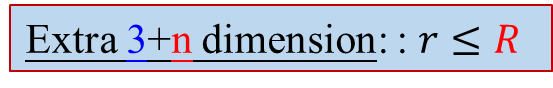 Extra 3+n dimension: : r ≤ R